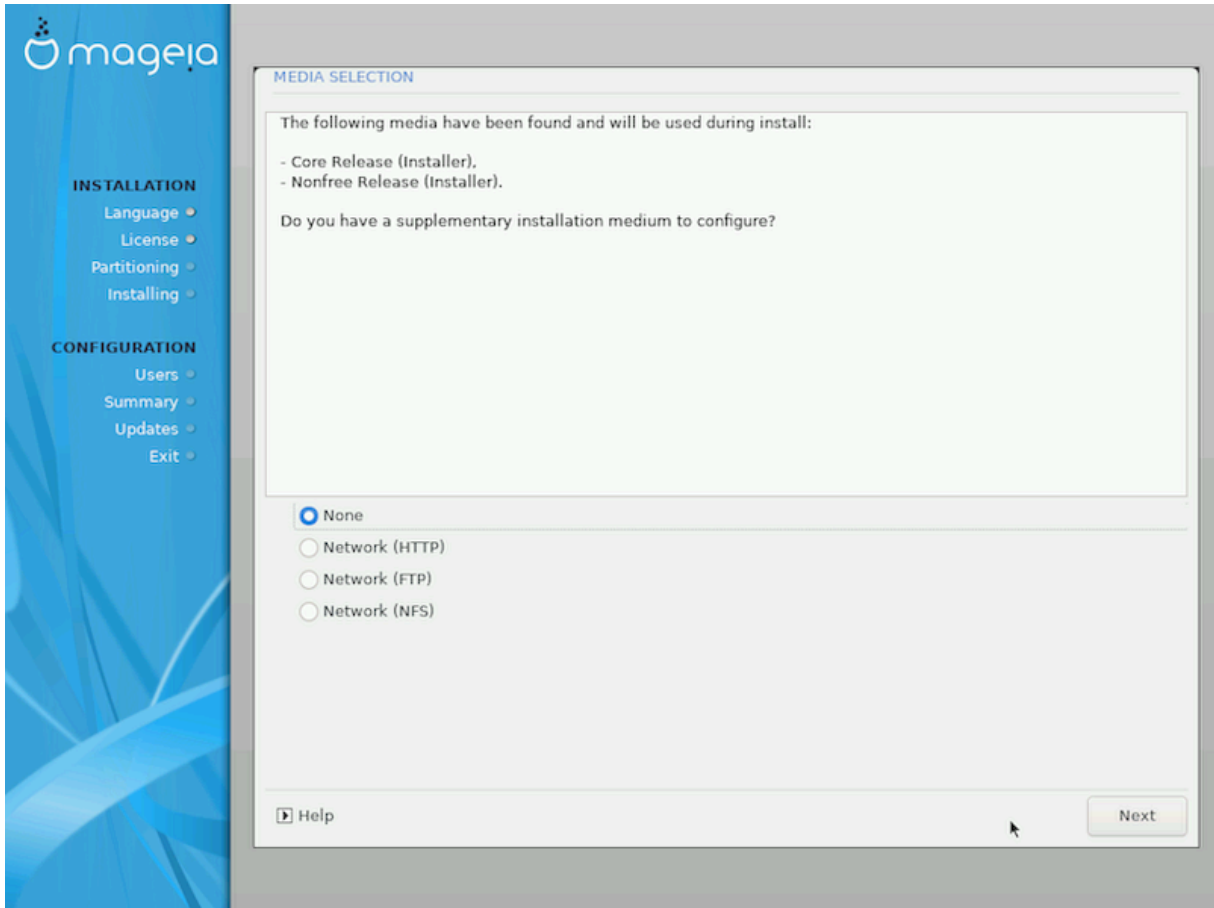 mageia
INSTALLATION
Language
License
Partitioning
Installing
CONFIGURATION
Users
Summary
Updates
Exit
MEDIA SELECTION
The following media have been found and will be used during install:
- Core Release (Installer),
- Nonfree Release (Installer).
Do you have a supplementary installation medium to configure?
None
Network (HTTP)
Network (FTP)
Network (NFS)
Help
Next